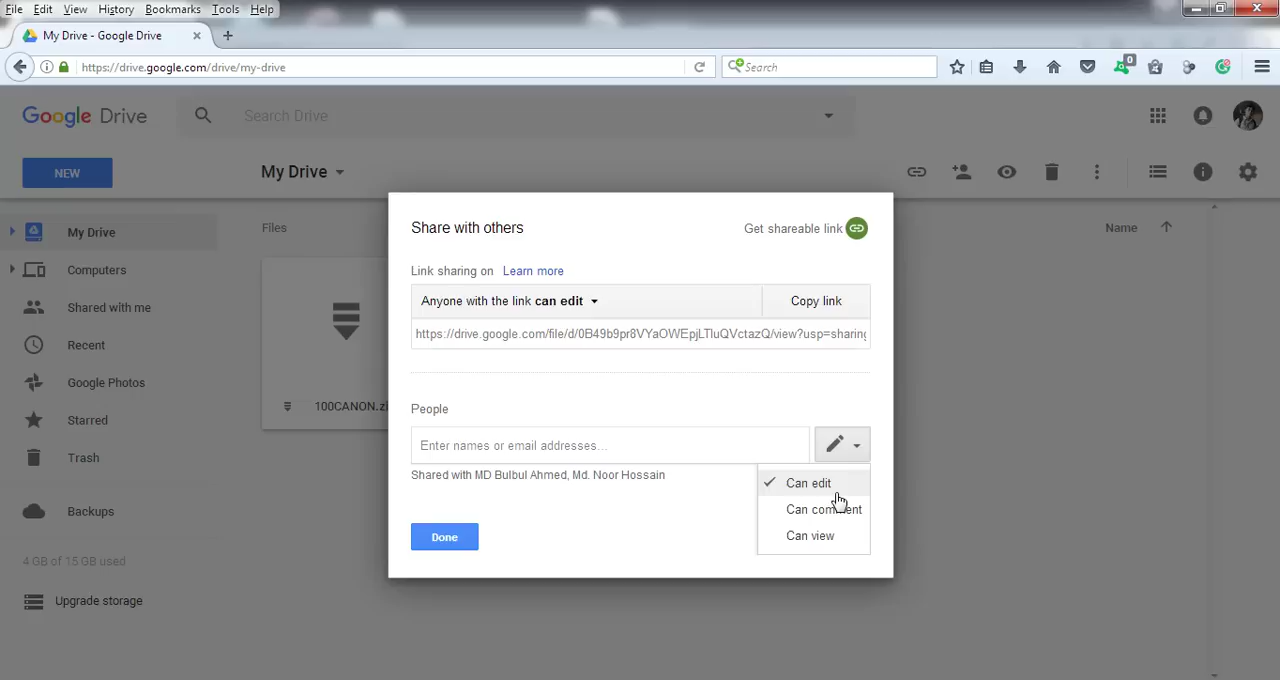 File Edit View History Bookmarks Tools Help
My Drive - Google Drive
https://drive.google.com/drive/my-drive
Search
0
Google Drive
Search Drive
NEW
My Drive
My Drive
Computers
Shared with me
Recent
Google Photos
Starred
Trash
Backups
4 GB of 15 GB used
Upgrade storage
Files
Name
100CANON.zi
Share with others
Get shareable link
Link sharing on Learn more
Anyone with the link can edit
Copy link
https://drive.google.com/file/d/0B49b9pr8VYaOWEpjLTluQVctazQ/view?usp=sharing
People
Enter names or email addresses...
Shared with MD Bulbul Ahmed, Md. Noor Hossain
Can edit
Can comment
Can view
Done